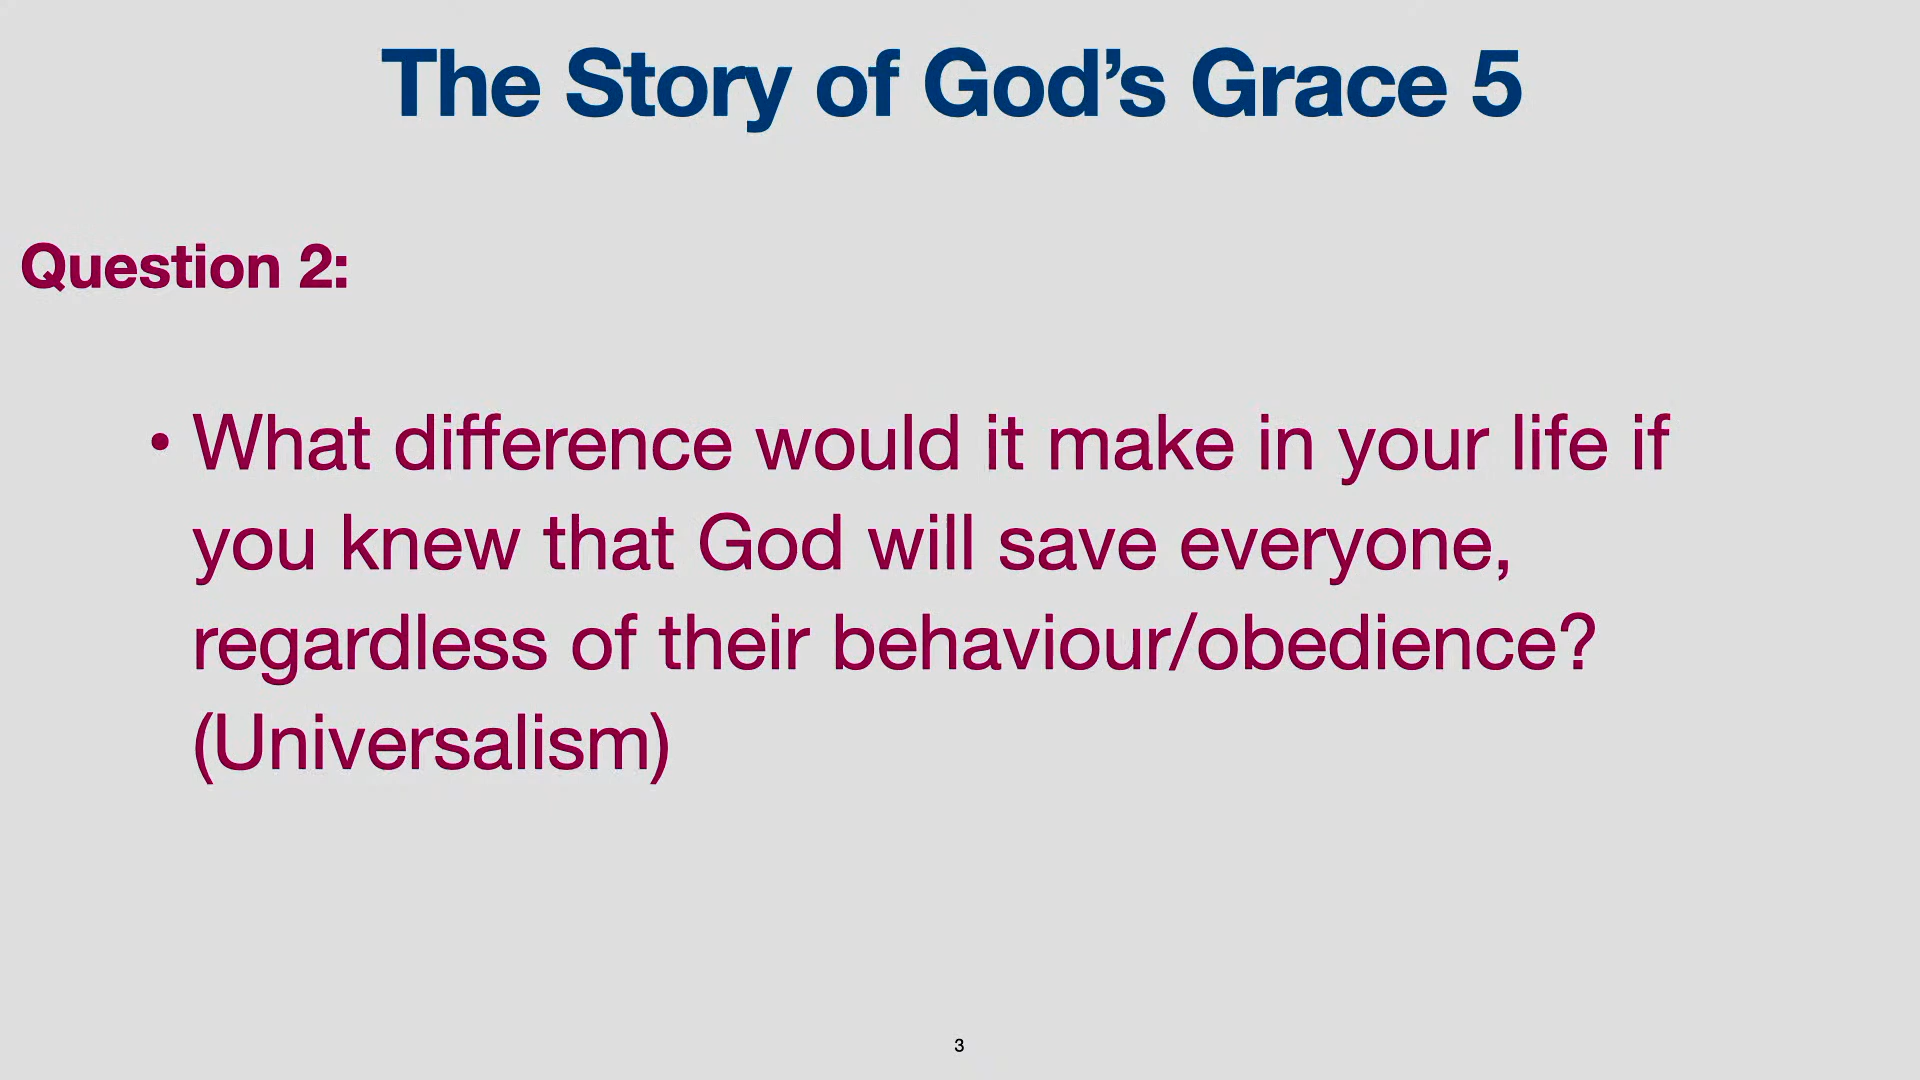 The Story of God’s Grace 5
Question 2:
• What difference would it make in your life if
you knew that God will save everyone,
regardless of their behaviour/obedience?
(Universalism)
3